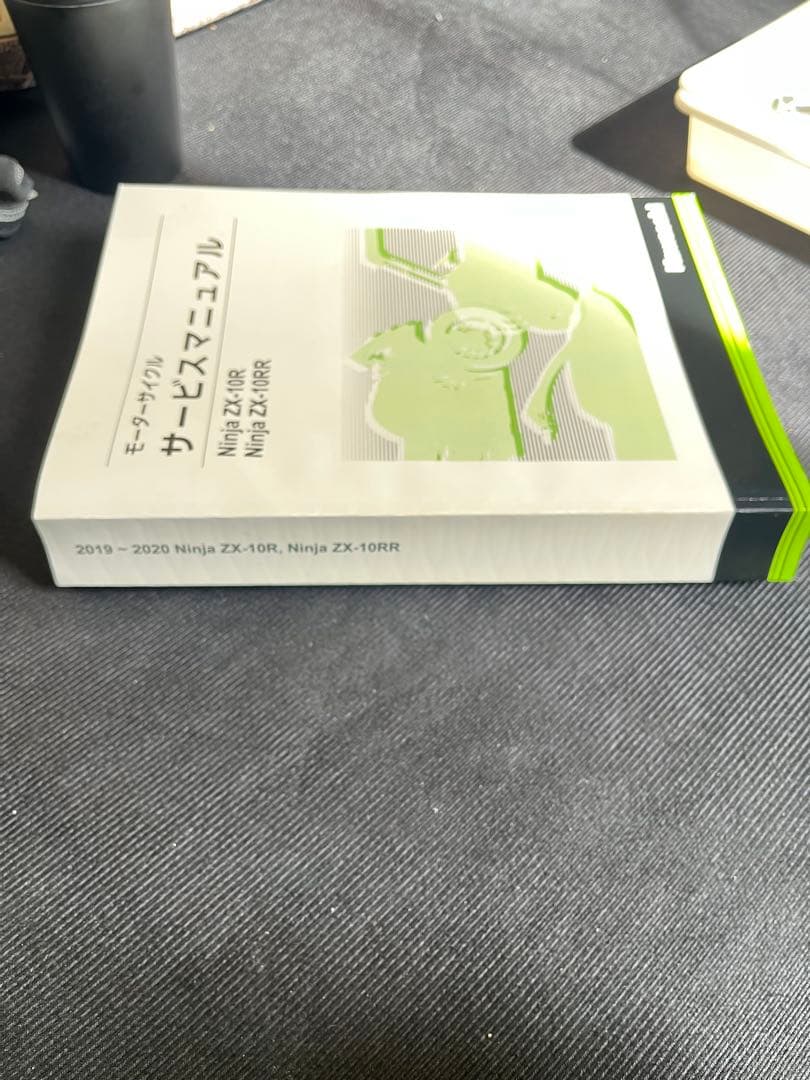 モーターサイクル
サービスマニュアル
Ninja ZX-10R
Ninja ZX-10RR
Kawasaki
2019 ~ 2020 Ninja ZX-10R, Ninja ZX-10RR